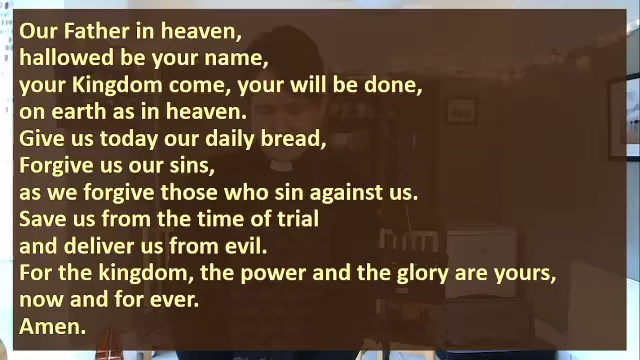 Our Father in heaven,
hallowed be your name,
your Kingdom come, your will be done,
on earth as in heaven.
Give us today our daily bread,
Forgive us our sins,
as we forgive those who sin against us.
Save us from the time of trial
and deliver us from evil.
For the kingdom, the power and the glory are yours,
now and for ever.
Amen.